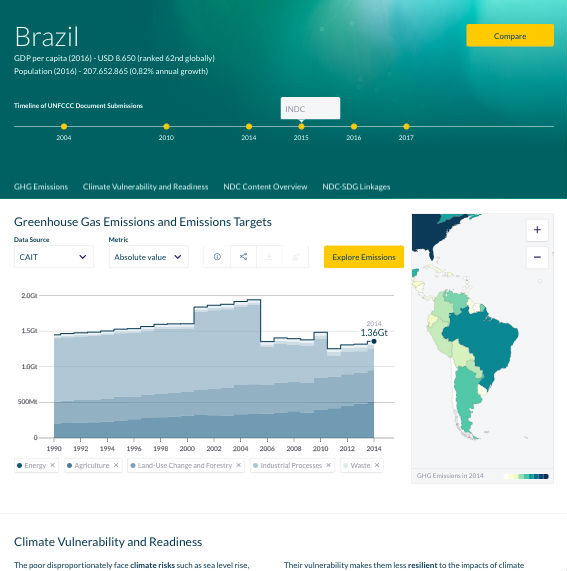 Brazil
Compare
GDP per capita (2016) - USD 8.650 (ranked 62nd globally)
Population (2016) - 207.652.865 (0,82% annual growth)
Timeline of UNFCCC Document Submissions
INDC
2004 2010 2014 2015 2016 2017
GHG Emissions Climate Vulnerability and Readiness NDC Content Overview NDC-SDG Linkages
Greenhouse Gas Emissions and Emissions Targets
Data Source Metric
CAIT Absolute value Explore Emissions
+
−
2.0Gt
2014
1.5Gt 1.36Gt
1.0Gt
500Mt
0
1990 1992 1994 1996 1998 2000 2002 2004 2006 2008 2010 2012 2014
Energy × Agriculture × Land-Use Change and Forestry × Industrial Processes × Waste ×
GHG Emissions in 2014
Climate Vulnerability and Readiness
The poor disproportionately face climate risks such as sea level rise,
Their vulnerability makes them less resilient to the impacts of climate